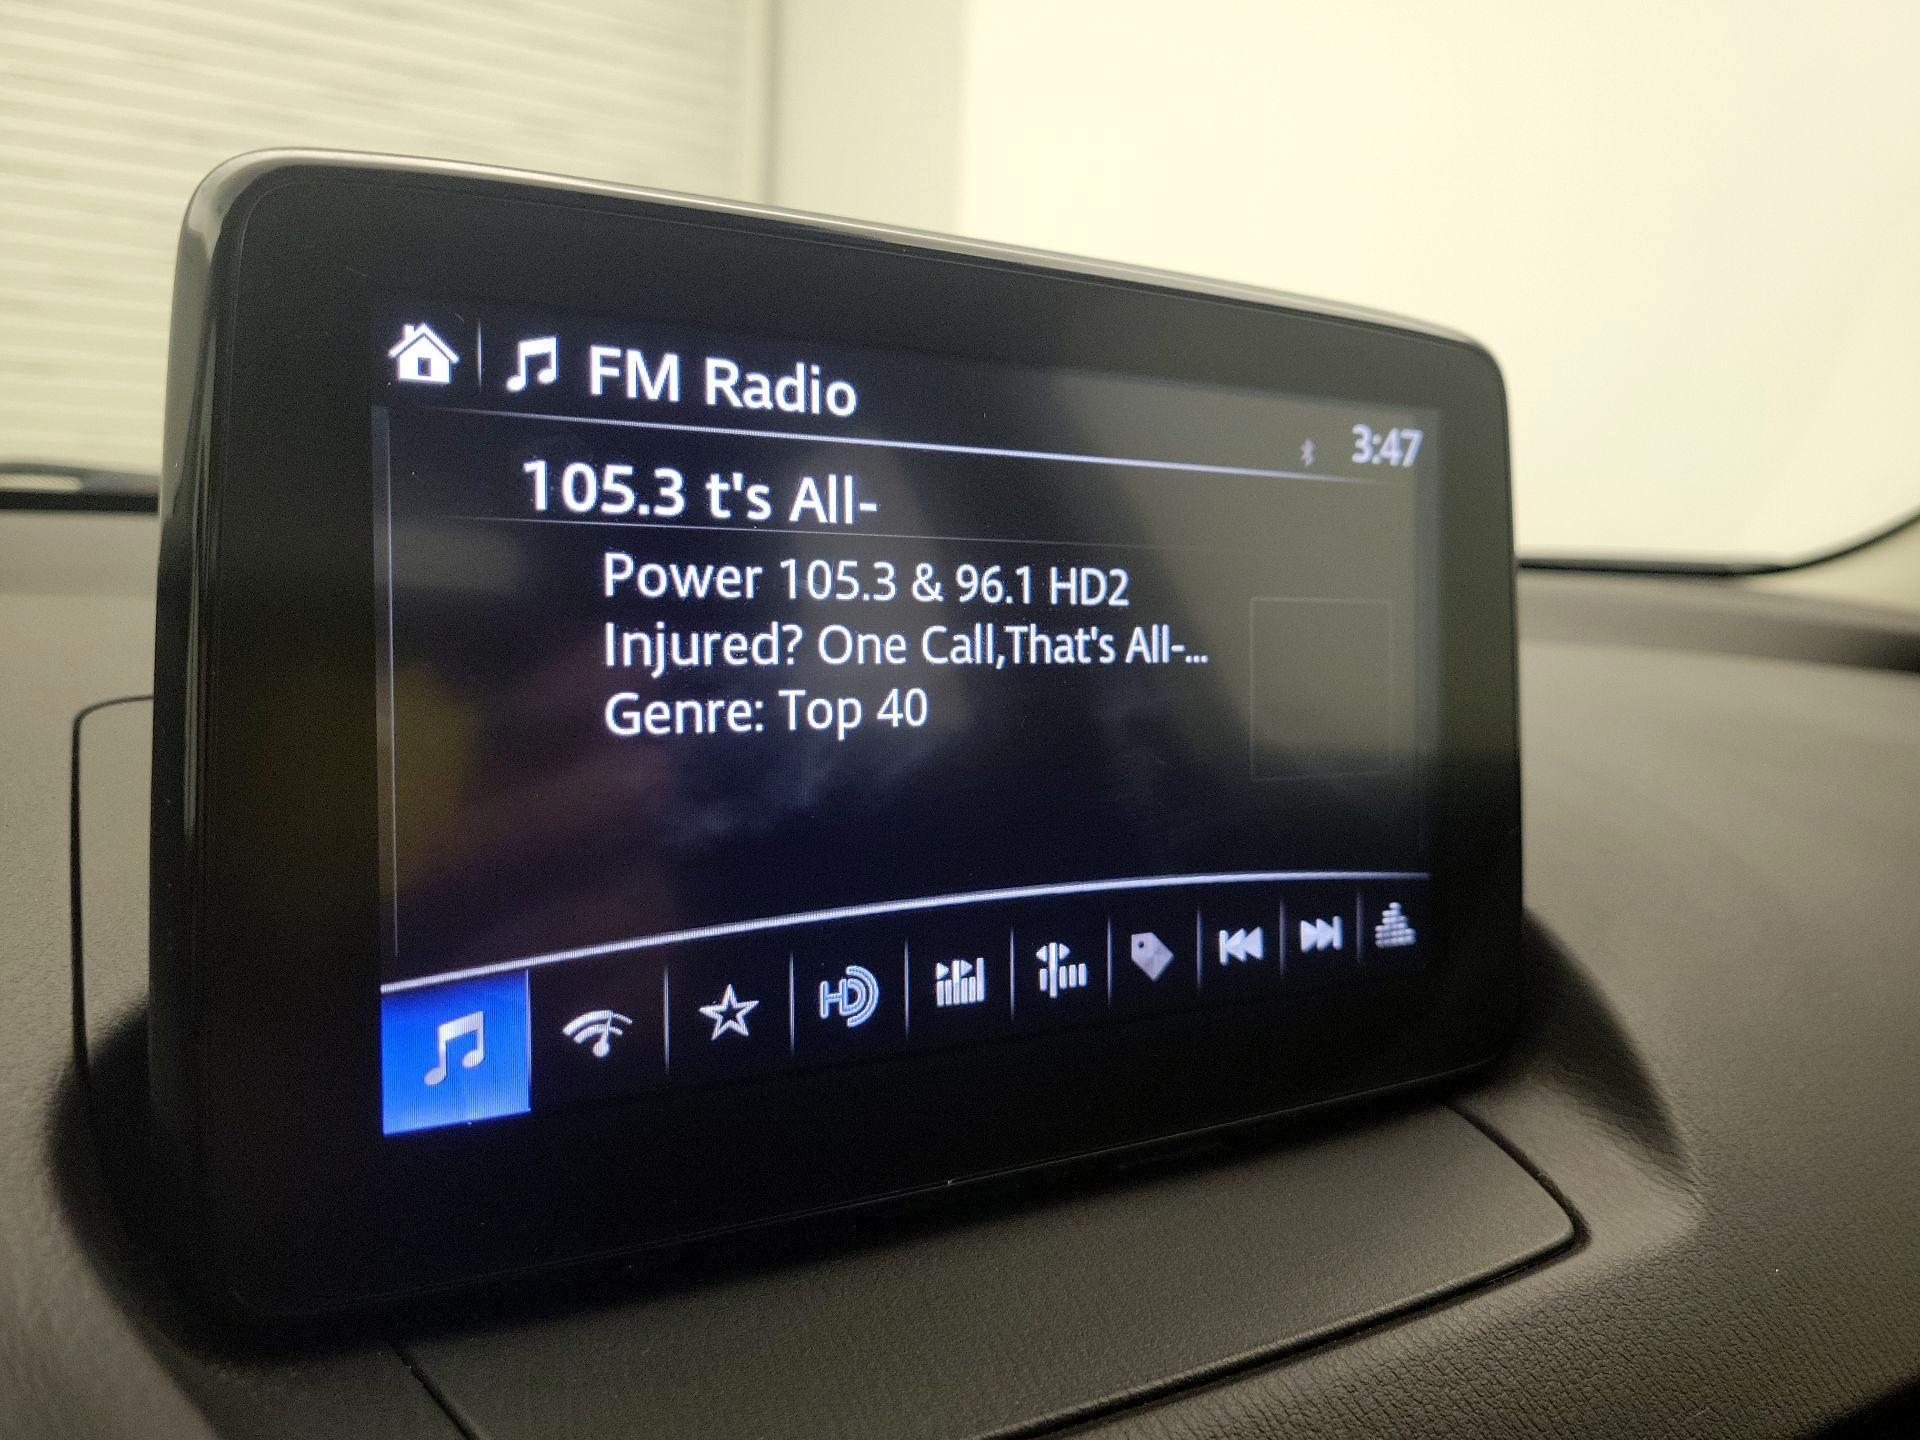 FM Radio
3:47
105.3 t's All-
Power 105.3 & 96.1 HD2
Injured? One Call,That's All-...
Genre: Top 40
HD